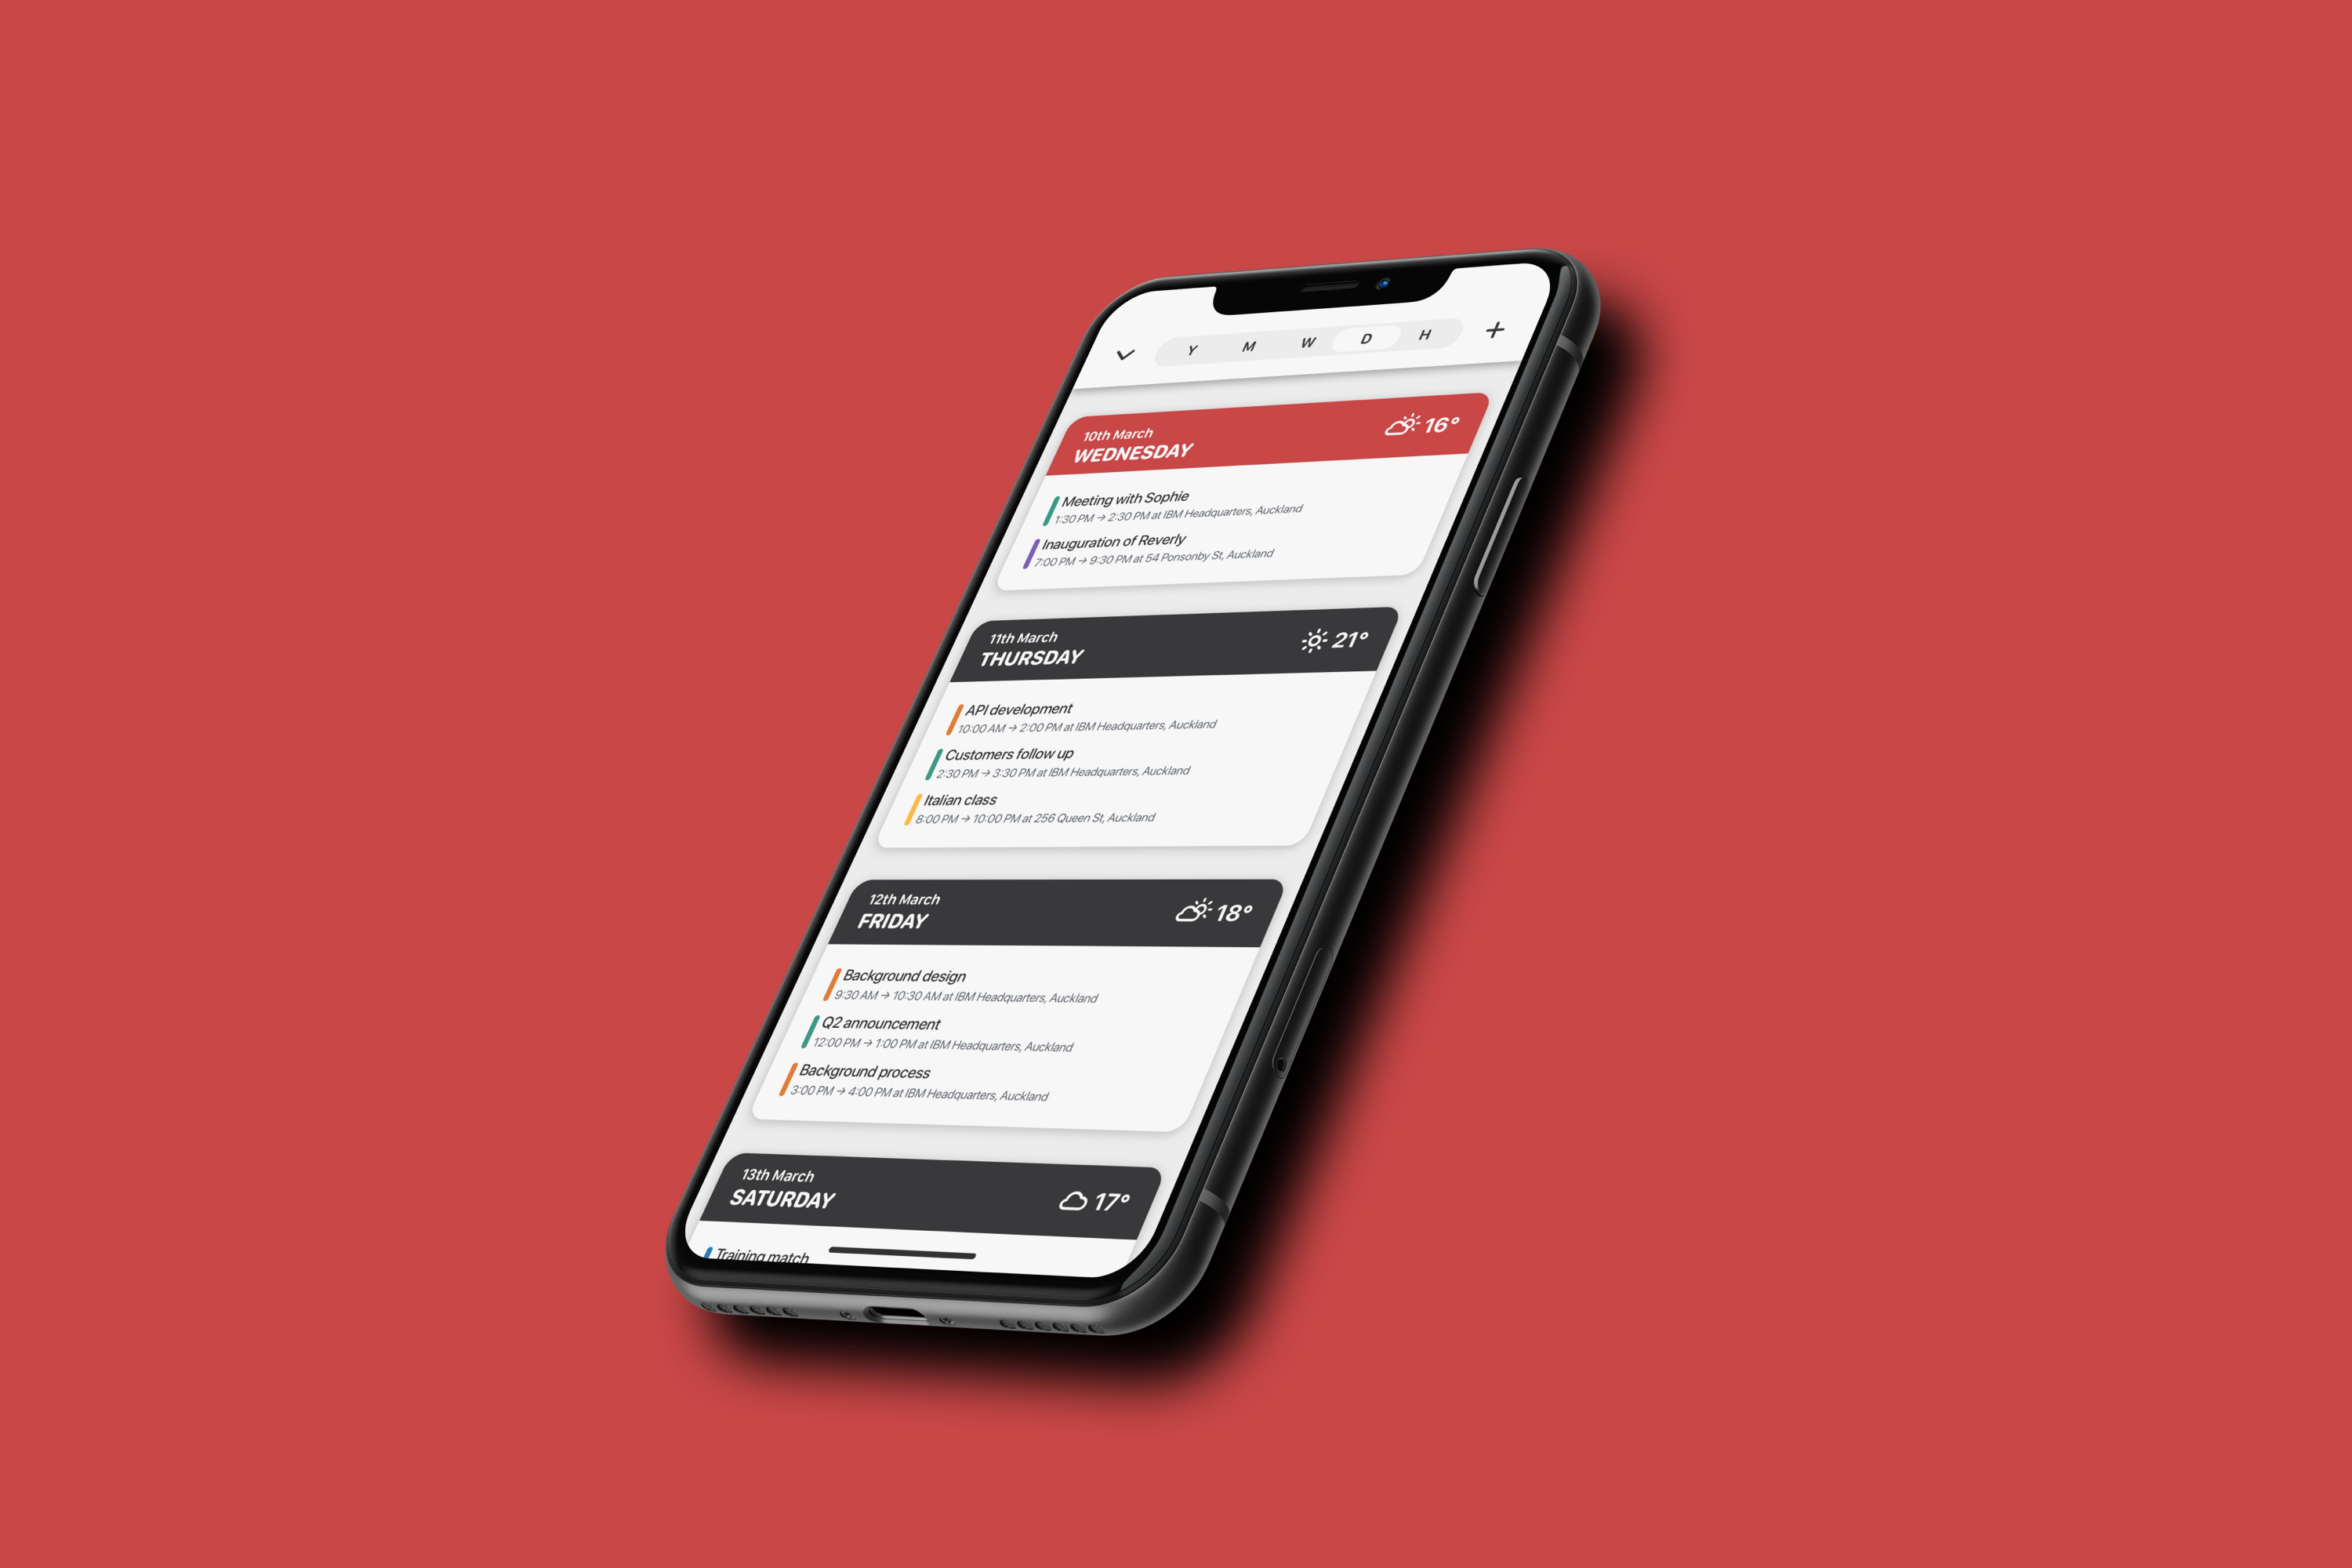 Y M W D H
10th March
WEDNESDAY
16°
Meeting with Sophie
1:30 PM → 2:30 PM at IBM Headquarters, Auckland
Inauguration of Reverly
7:00 PM → 9:30 PM at 54 Ponsonby St, Auckland
11th March
THURSDAY
21°
API development
10:00 AM → 2:00 PM at IBM Headquarters, Auckland
Customers follow up
2:30 PM → 3:30 PM at IBM Headquarters, Auckland
Italian class
8:00 PM → 10:00 PM at 256 Queen St, Auckland
12th March
FRIDAY
18°
Background design
9:30 AM → 10:30 AM at IBM Headquarters, Auckland
Q2 announcement
12:00 PM → 1:00 PM at IBM Headquarters, Auckland
Background process
3:00 PM → 4:00 PM at IBM Headquarters, Auckland
13th March
SATURDAY
17°
Training match